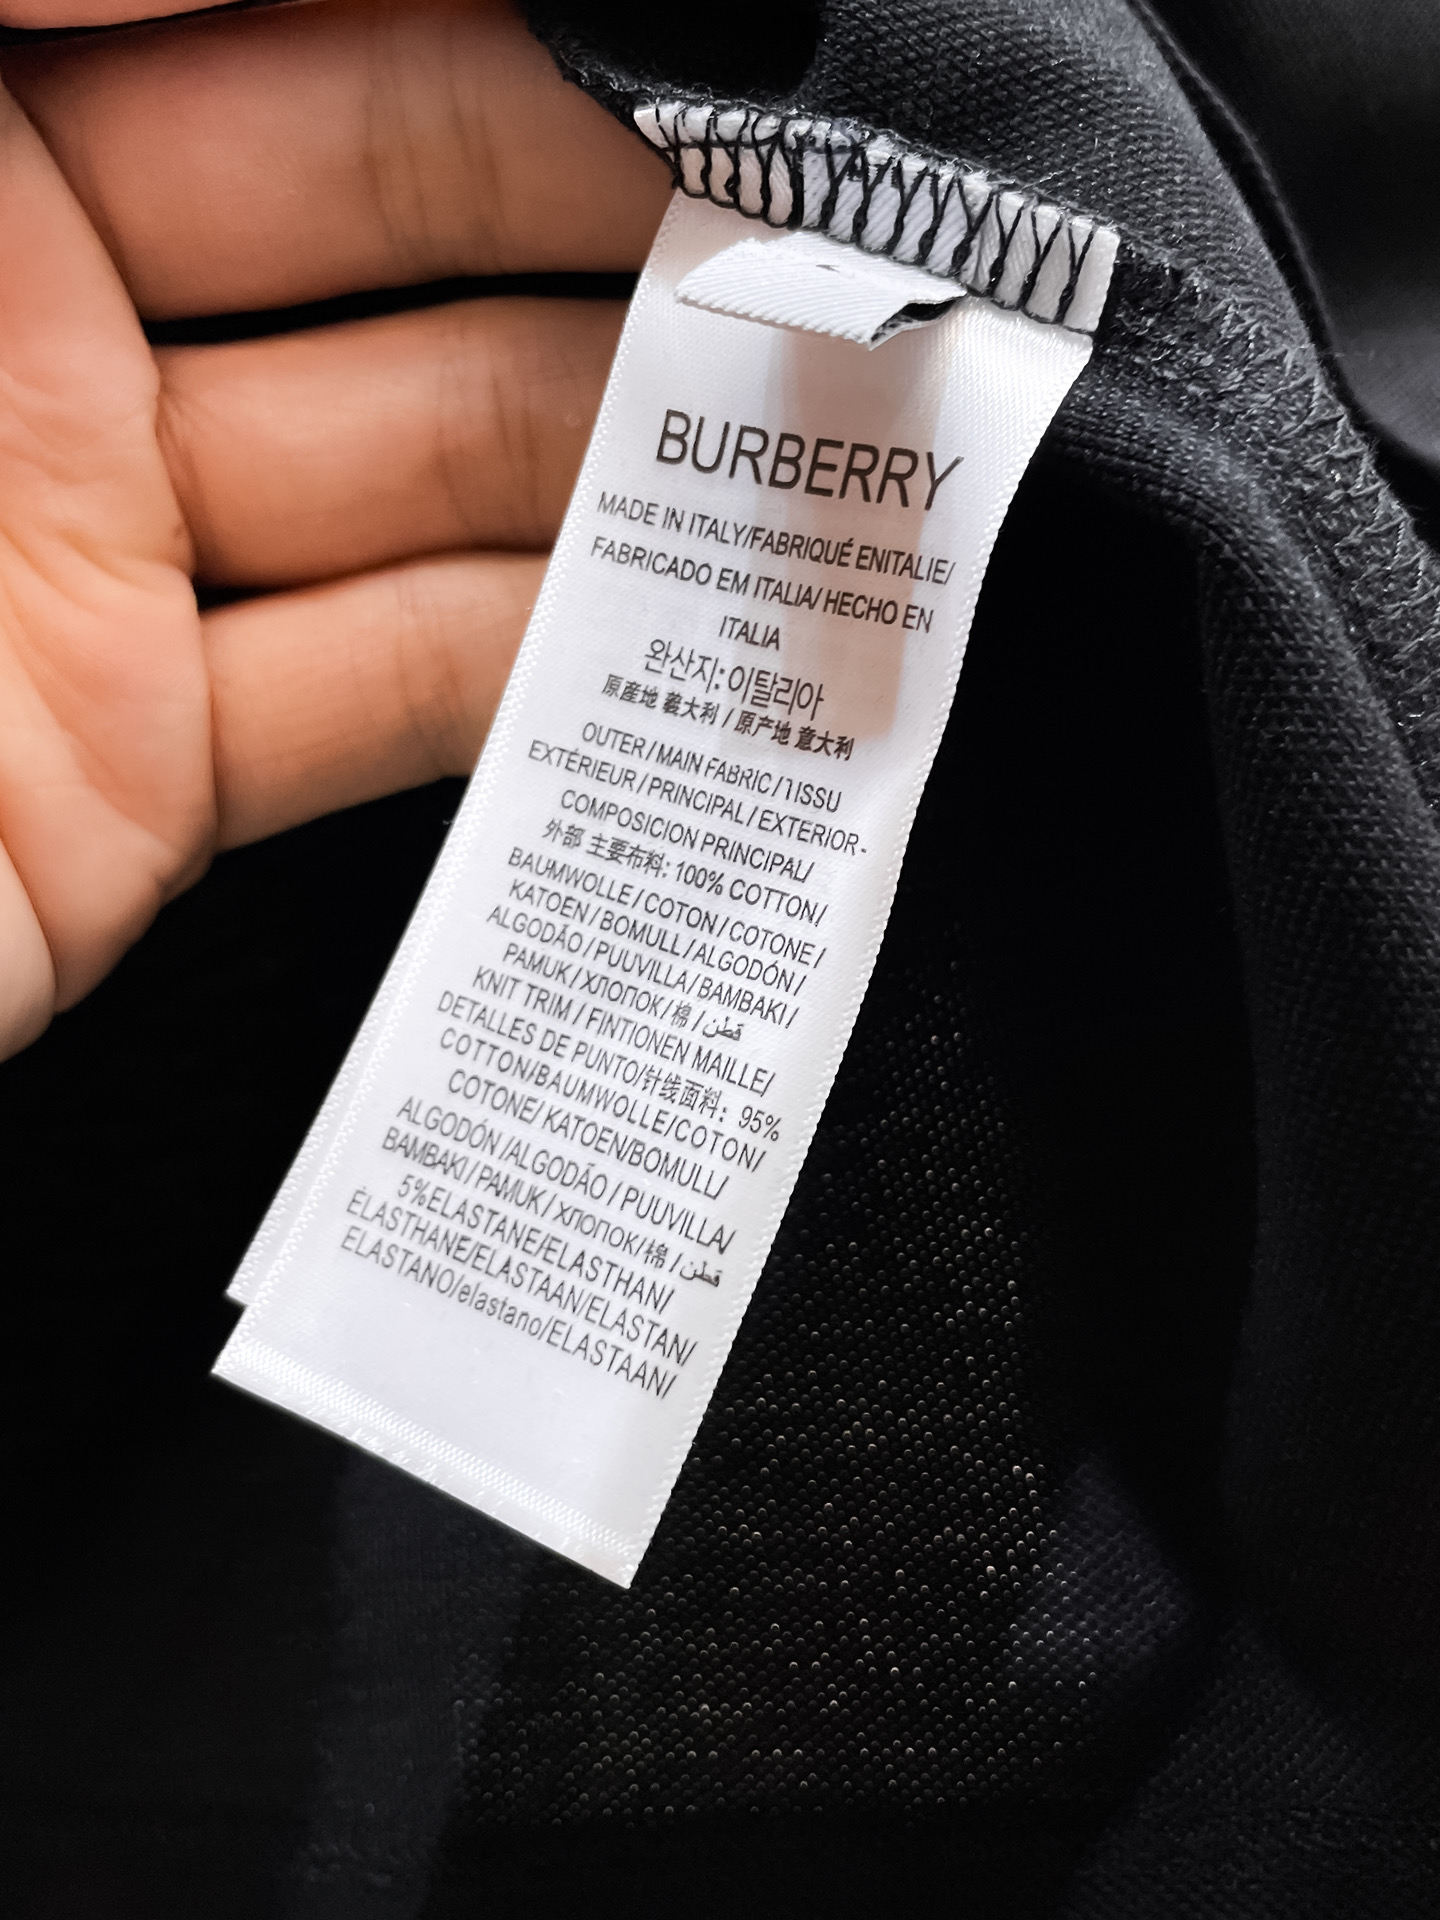 BURBERRY
MADE IN ITALY/FABRIQUÉ ENITALIE/
FABRICADO EM ITALIA/ HECHO EN
ITALIA
완산지: 이탈리아
原産地 義大利 / 原产地 意大利
OUTER / MAIN FABRIC / TISSU
EXTÉRIEUR / PRINCIPAL / EXTERIOR-
COMPOSICION PRINCIPAL/
外部 主要布料: 100% COTTON/
BAUMWOLLE / COTON / COTONE /
KATOEN / BOMULL / ALGODÓN /
ALGODÃO / PUUVILLA / BAMBAKI /
PAMUK / ХЛОПОК / 棉 / قطن
KNIT TRIM / FINTIONEN MAILLE/
DETALLES DE PUNTO/针线面料: 95%
COTTON/BAUMWOLLE/COTON/
COTONE/ KATOEN/BOMULL/
ALGODÓN /ALGODÃO / PUUVILLA/
BAMBAKI / PAMUK / ХЛОПОК/ 棉 / قطن
5%ELASTANE/ELASTHAN/
ÉLASTHANE/ELASTAAN/ELASTAN/
ELASTANO/elastano/ELASTAANI/